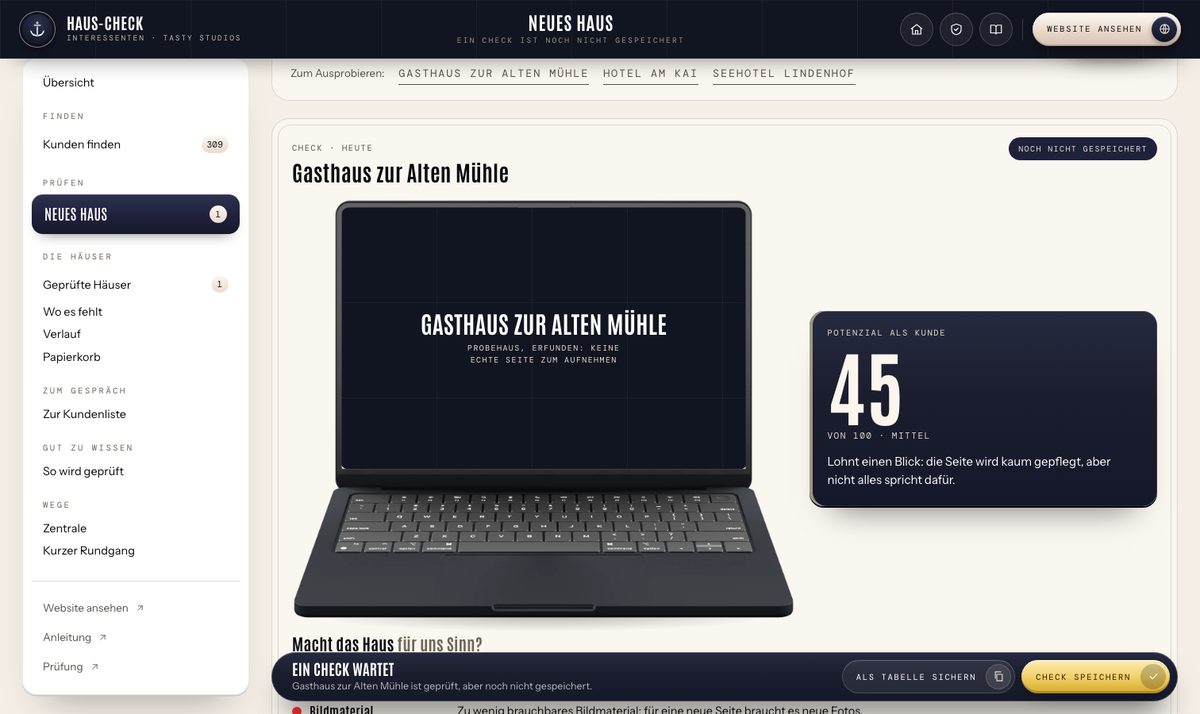 HAUS-CHECK
INTERESSENTEN · TASTY STUDIOS
NEUES HAUS
EIN CHECK IST NOCH NICHT GESPEICHERT
WEBSITE ANSEHEN
Übersicht
FINDEN
Kunden finden
309
PRÜFEN
NEUES HAUS
1
DIE HÄUSER
Geprüfte Häuser
1
Wo es fehlt
Verlauf
Papierkorb
ZUM GESPRÄCH
Zur Kundenliste
GUT ZU WISSEN
So wird geprüft
WEGE
Zentrale
Kurzer Rundgang
Website ansehen
Anleitung
Prüfung
Zum Ausprobieren: GASTHAUS ZUR ALTEN MÜHLE HOTEL AM KAI SEEHOTEL LINDENHOF
CHECK · HEUTE
NOCH NICHT GESPEICHERT
Gasthaus zur Alten Mühle
GASTHAUS ZUR ALTEN MÜHLE
PROBEHAUS, ERFUNDEN: KEINE
ECHTE SEITE ZUM AUFNEHMEN
POTENZIAL ALS KUNDE
45
VON 100 · MITTEL
Lohnt einen Blick: die Seite wird kaum gepflegt, aber
nicht alles spricht dafür.
Macht das Haus für uns Sinn?
EIN CHECK WARTET
Gasthaus zur Alten Mühle ist geprüft, aber noch nicht gespeichert.
ALS TABELLE SICHERN
CHECK SPEICHERN
Bildmaterial
Zu wenig brauchbares Bildmaterial: für eine neue Seite braucht es neue Fotos.